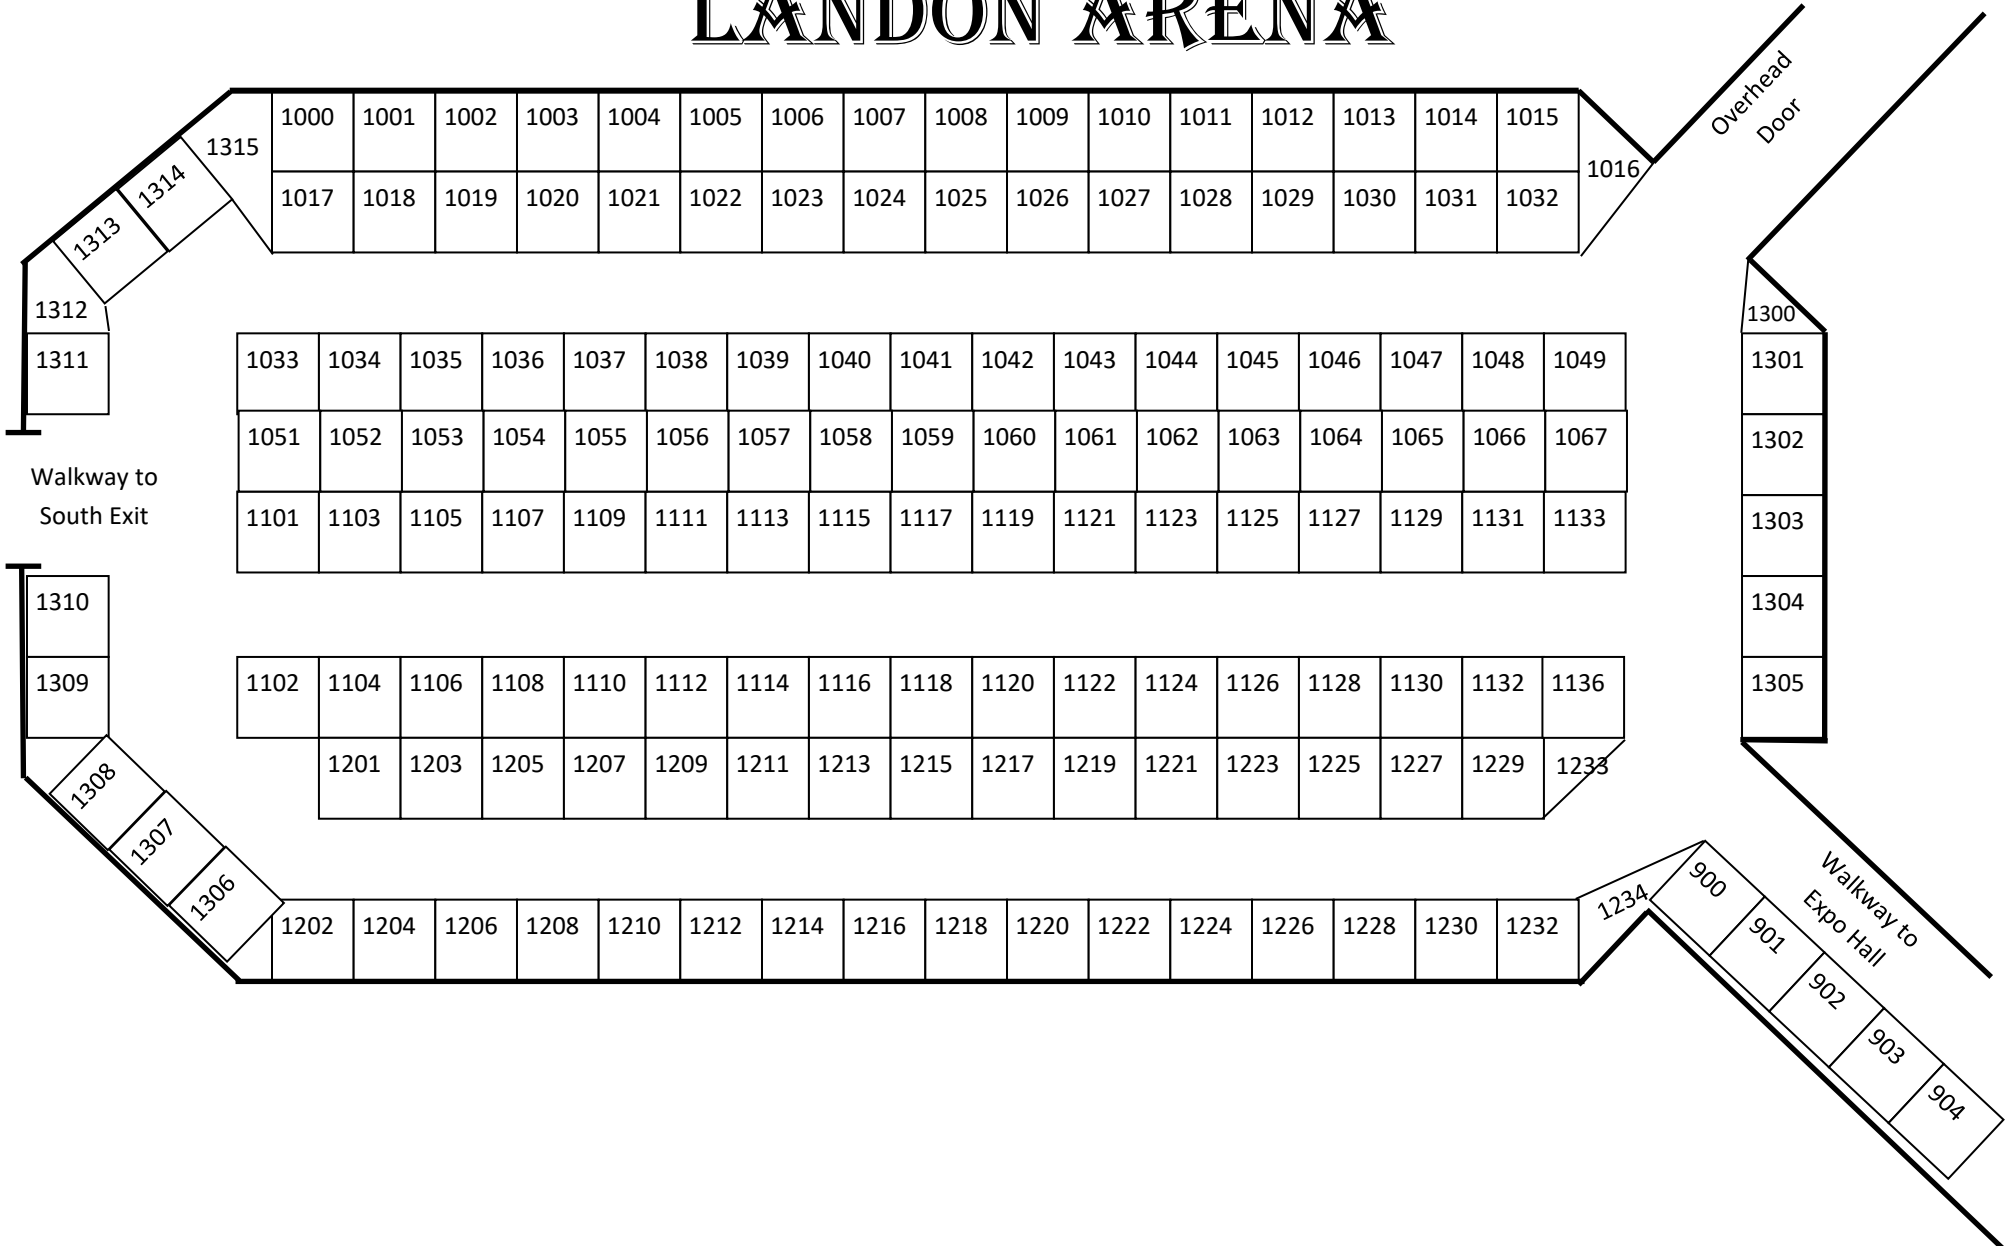 LANDON ARENA
Overhead
Door
1000 1001 1002 1003 1004 1005 1006 1007 1008 1009 1010 1011 1012 1013 1014 1015
1315
1016
1314
1017 1018 1019 1020 1021 1022 1023 1024 1025 1026 1027 1028 1029 1030 1031 1032
1313
1312
1300
1311
1033 1034 1035 1036 1037 1038 1039 1040 1041 1042 1043 1044 1045 1046 1047 1048 1049
1301
1051 1052 1053 1054 1055 1056 1057 1058 1059 1060 1061 1062 1063 1064 1065 1066 1067
1302
Walkway to
South Exit
1101 1103 1105 1107 1109 1111 1113 1115 1117 1119 1121 1123 1125 1127 1129 1131 1133
1303
1310
1304
1309
1102 1104 1106 1108 1110 1112 1114 1116 1118 1120 1122 1124 1126 1128 1130 1132 1136
1305
1308
1201 1203 1205 1207 1209 1211 1213 1215 1217 1219 1221 1223 1225 1227 1229 1233
1307
1306
1202 1204 1206 1208 1210 1212 1214 1216 1218 1220 1222 1224 1226 1228 1230 1232
1234
900
901
902
903
904
Walkway to
Expo Hall